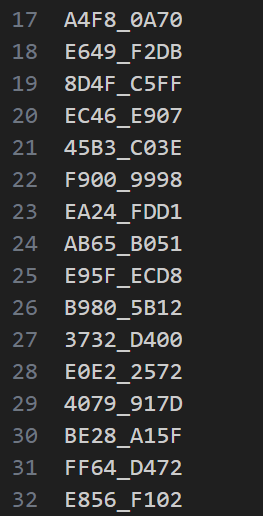 17 A4F8_0A70
18 E649_F2DB
19 8D4F_C5FF
20 EC46_E907
21 45B3_C03E
22 F900_9998
23 EA24_FDD1
24 AB65_B051
25 E95F_ECD8
26 B980_5B12
27 3732_D400
28 E0E2_2572
29 4079_917D
30 BE28_A15F
31 FF64_D472
32 E856_F102